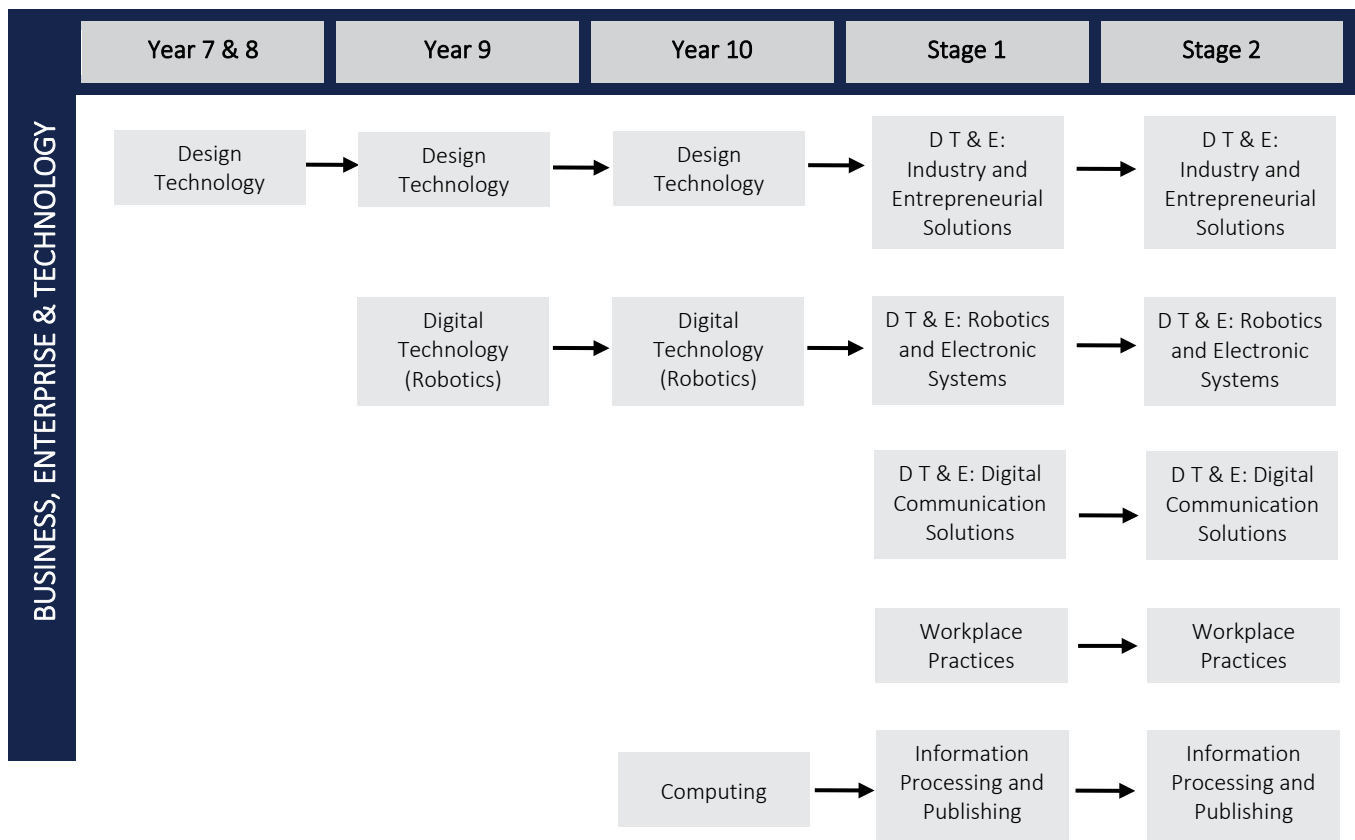 Year 7 & 8
Year 9
Year 10
Stage 1
Stage 2
BUSINESS, ENTERPRISE & TECHNOLOGY
Design
Technology
Design
Technology
Design
Technology
D T & E:
Industry and
Entrepreneurial
Solutions
D T & E:
Industry and
Entrepreneurial
Solutions
Digital
Technology
(Robotics)
Digital
Technology
(Robotics)
D T & E: Robotics
and Electronic
Systems
D T & E: Robotics
and Electronic
Systems
D T & E: Digital
Communication
Solutions
D T & E: Digital
Communication
Solutions
Workplace
Practices
Workplace
Practices
Computing
Information
Processing and
Publishing
Information
Processing and
Publishing